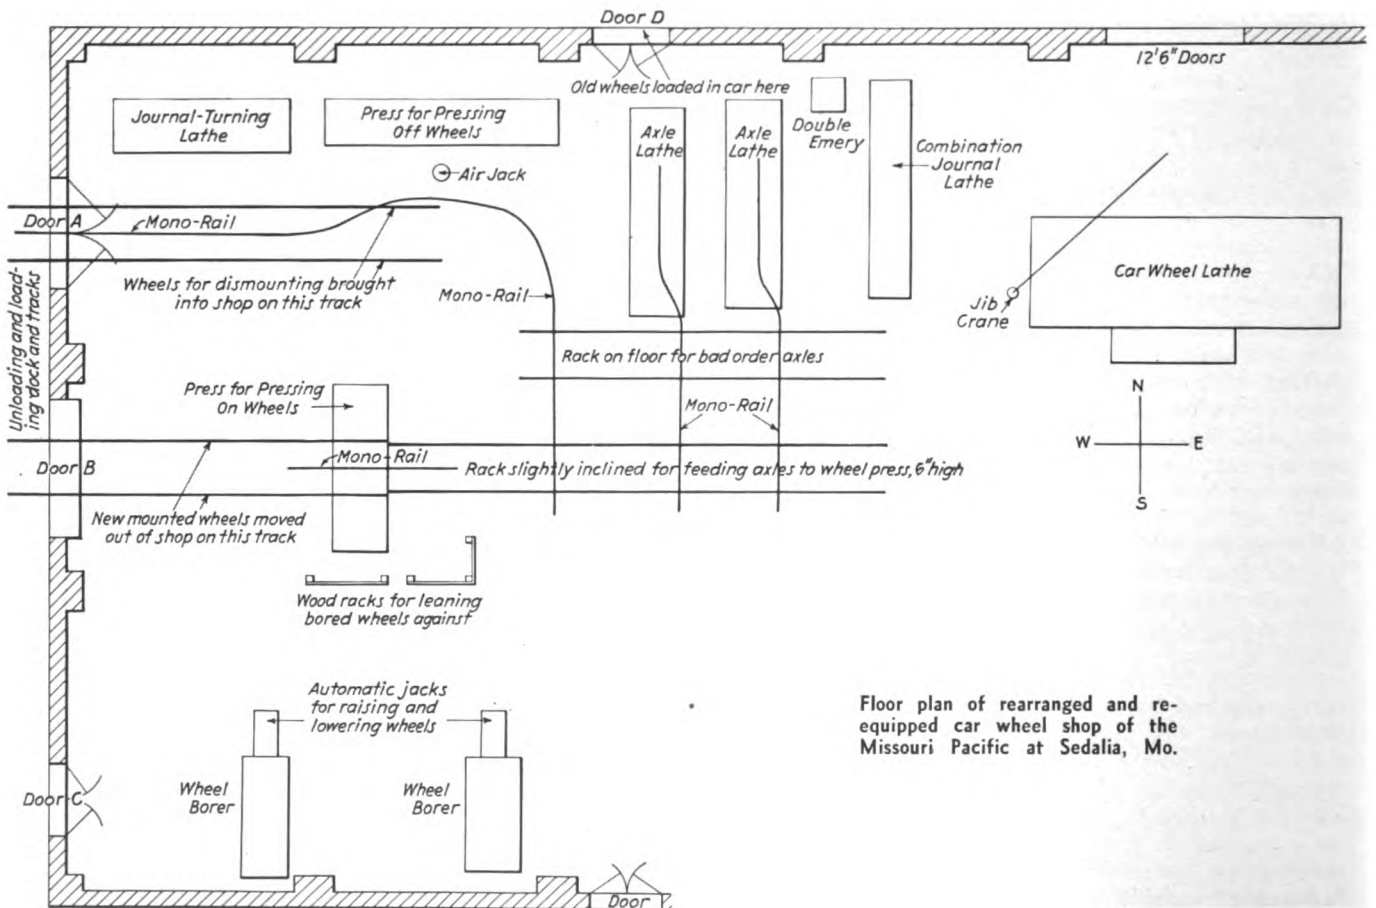 Door D
12'6" Doors
Old wheels loaded in car here
Journal-Turning
Lathe
Press for Pressing
Off Wheels
Axle
Lathe
Axle
Lathe
Double
Emery
Combination
Journal
Lathe
Air Jack
Door A
Mono-Rail
Wheels for dismounting brought
into shop on this track
Mono-Rail
Car Wheel Lathe
Jib
Crane
Unloading and load-
ing dock and tracks
Rack on floor for bad order axles
Press for Pressing
On Wheels
Mono-Rail
N
W
E
S
Door B
Mono-Rail
Rack slightly inclined for feeding axles to wheel press, 6" high
New mounted wheels moved
out of shop on this track
Wood racks for leaning
bored wheels against
Automatic jacks
for raising and
lowering wheels
Floor plan of rearranged and re-
equipped car wheel shop of the
Missouri Pacific at Sedalia, Mo.
Door C
Wheel
Borer
Wheel
Borer
Door